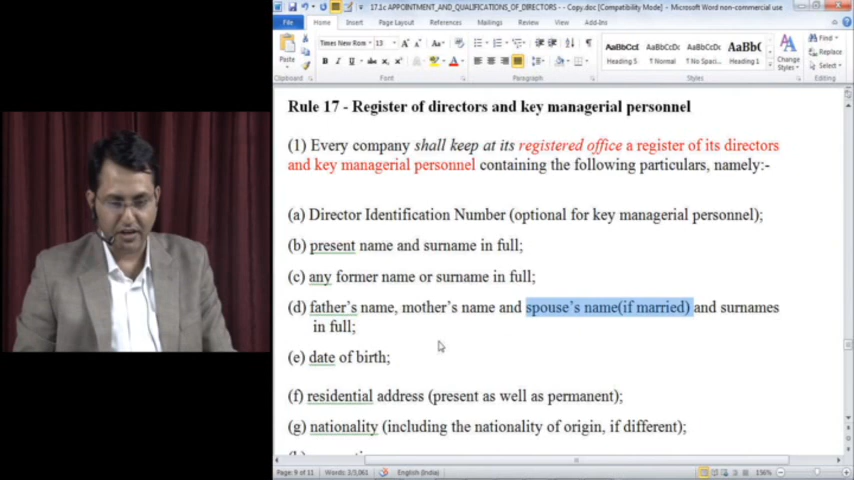 17.1c APPOINTMENT_AND_QUALIFICATIONS_OF_DIRECTORS - - Copy.doc [Compatibility Mode] - Microsoft Word non-commercial use
File
Home
Insert
Page Layout
References
Mailings
Review
View
Add-Ins
Paste
Clipboard
Times New Rom
13
Font
Paragraph
AaBbCcI
Heading 5
AaBbCcDc
¶ Normal
AaBbCcDc
¶ No Spaci...
AaBbC
Heading 1
Change
Styles
Styles
Find
Replace
Select
Editing
Rule 17 - Register of directors and key managerial personnel
(1) Every company shall keep at its registered office a register of its directors
and key managerial personnel containing the following particulars, namely:-
(a) Director Identification Number (optional for key managerial personnel);
(b) present name and surname in full;
(c) any former name or surname in full;
(d) father's name, mother's name and spouse's name(if married) and surnames
in full;
(e) date of birth;
(f) residential address (present as well as permanent);
(g) nationality (including the nationality of origin, if different);
Page: 9 of 11
Words: 3/3,061
English (India)
156%